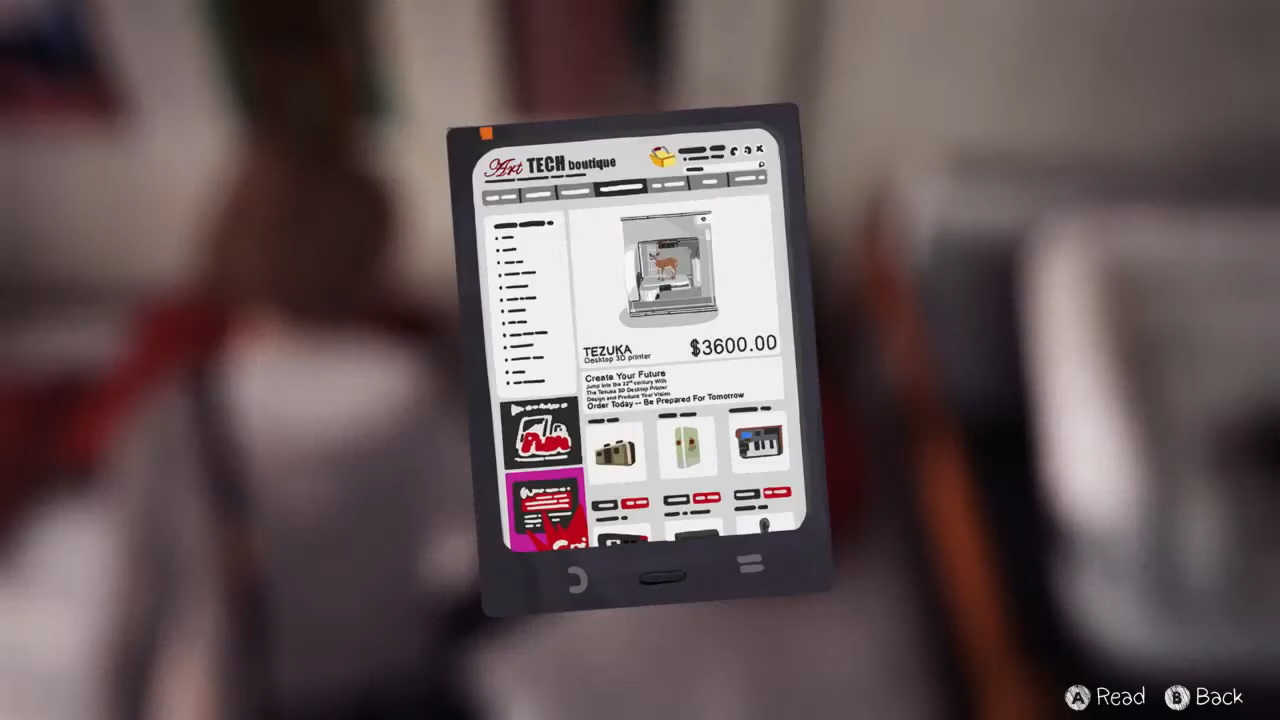 Art TECH boutique
TEZUKA
Desktop 3D printer
$3600.00
Create Your Future
Jump Into the 22nd century With
The Tezuka 3D Desktop Printer
Design and Produce Your Vision
Order Today -- Be Prepared For Tomorrow
Fun
A Read B Back